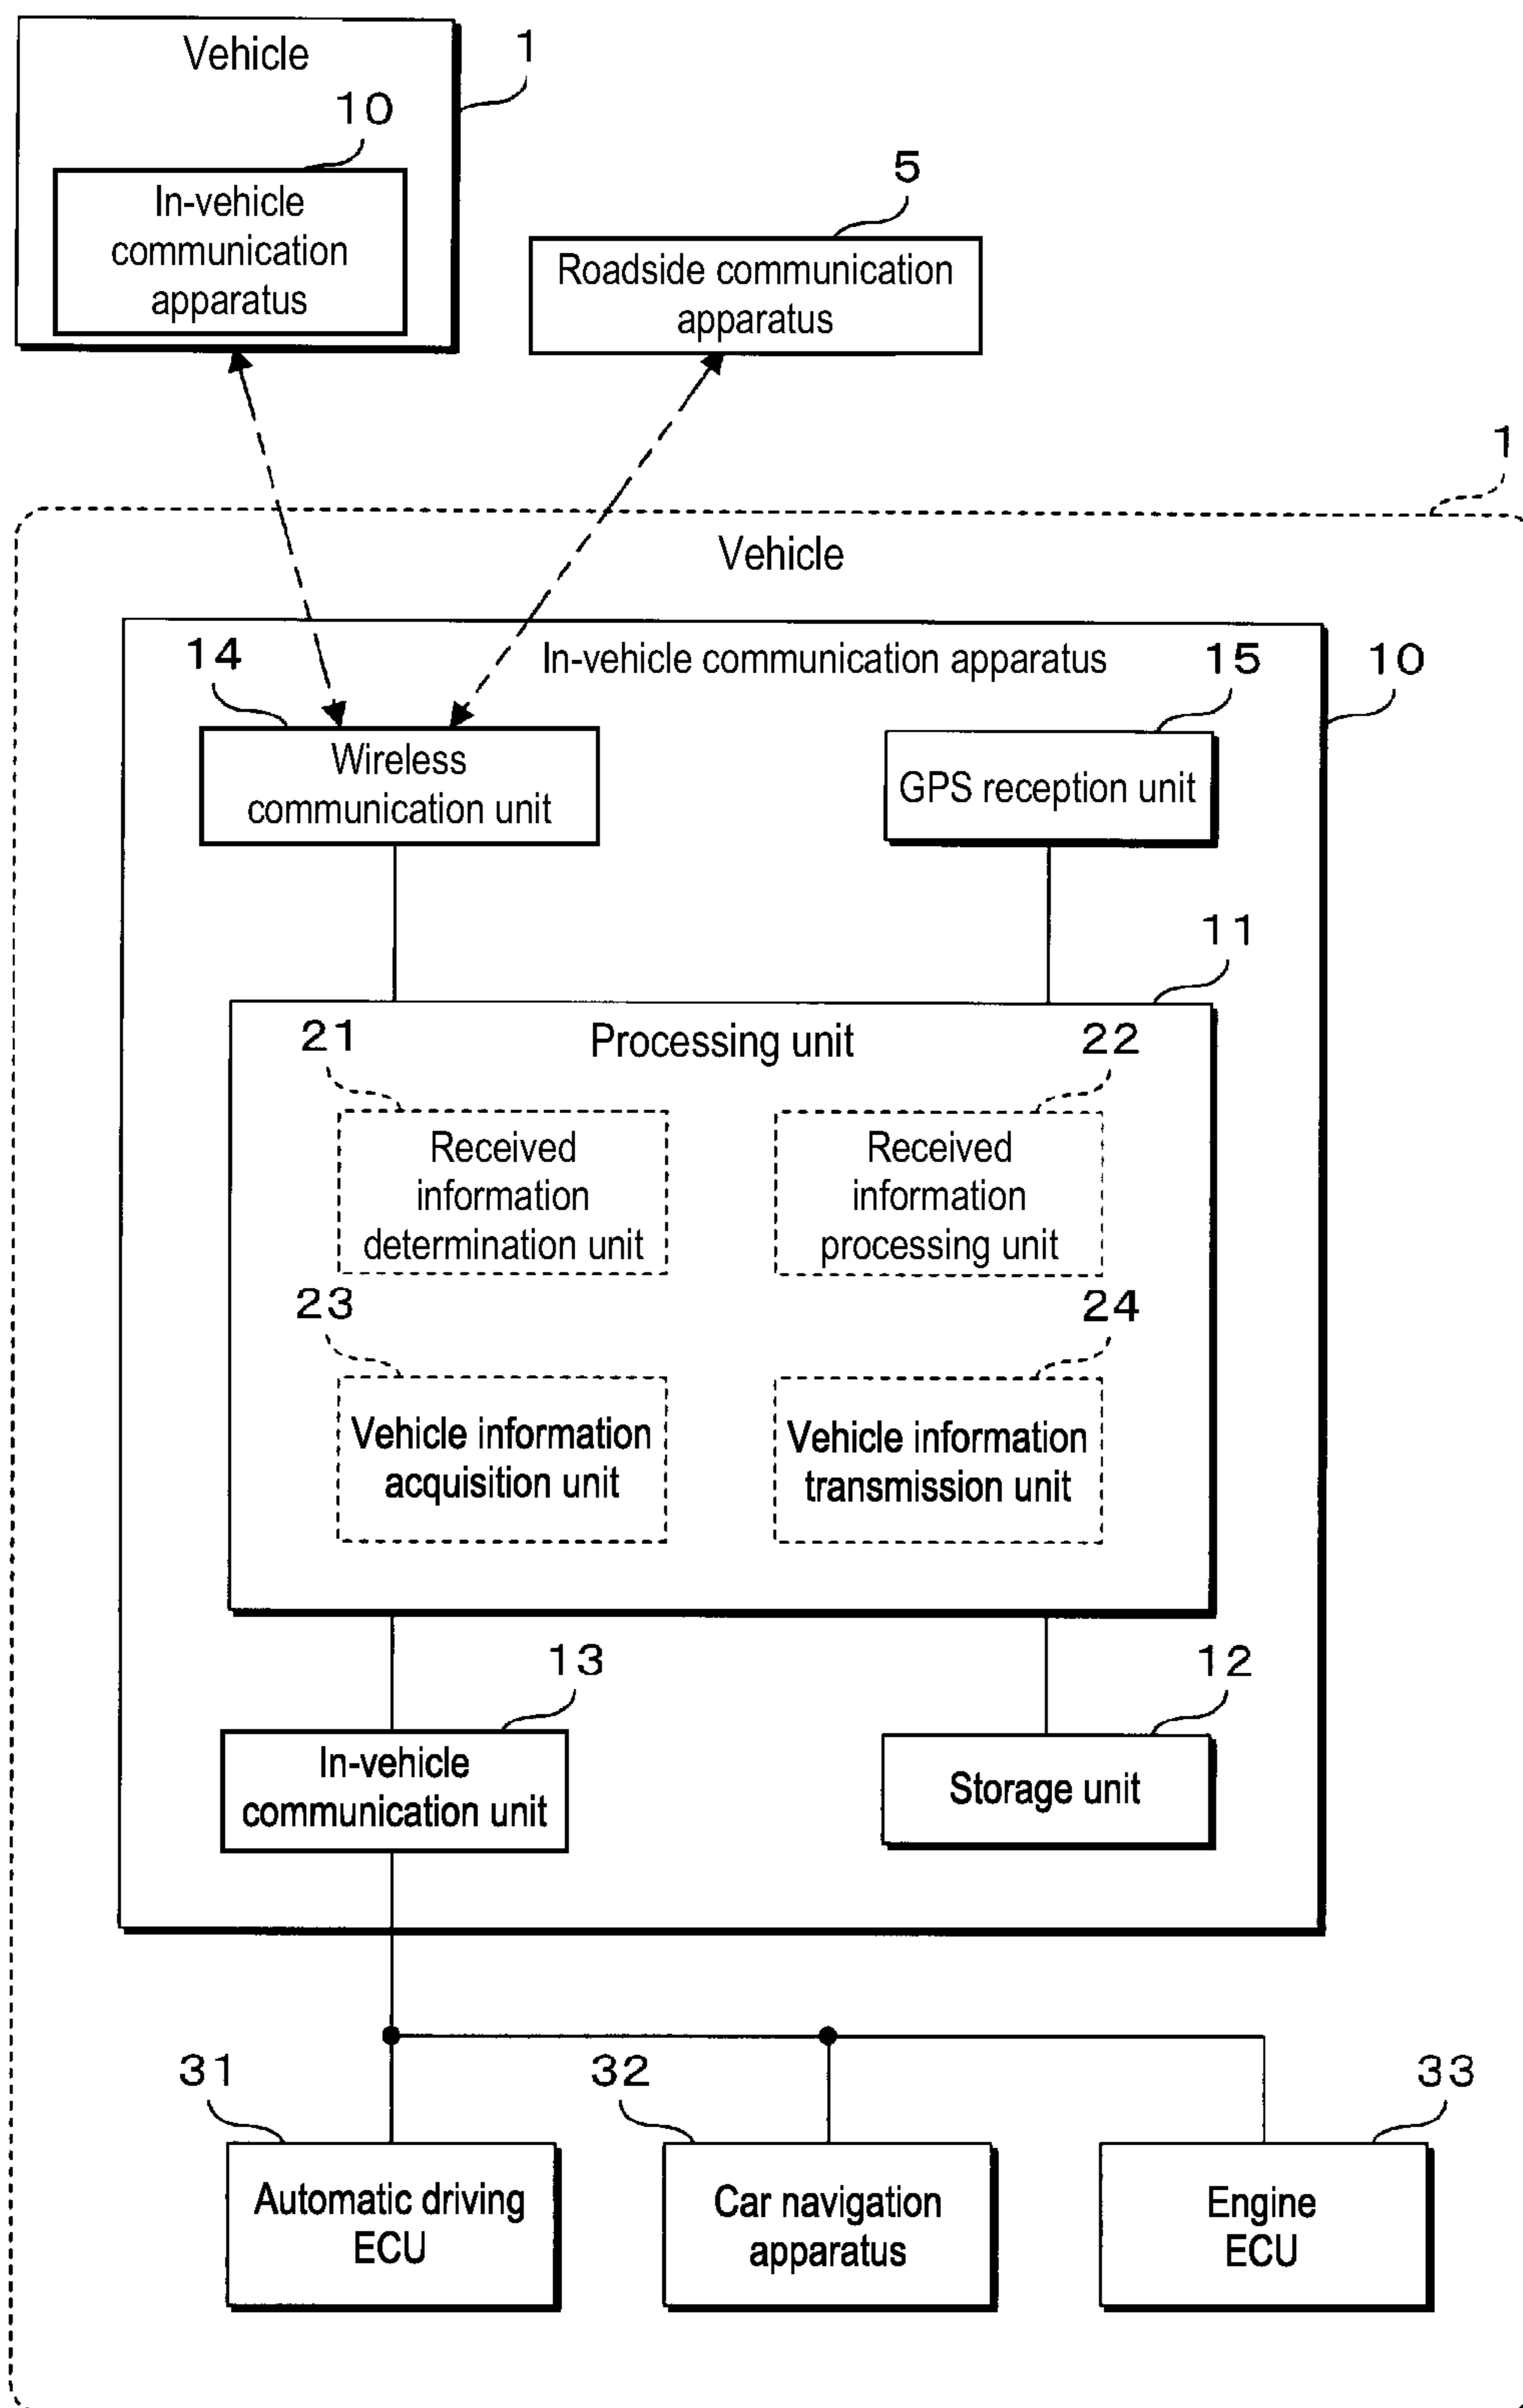 Vehicle
1
10
In-vehicle
communication
apparatus
5
Roadside communication
apparatus
1
Vehicle
14
In-vehicle communication apparatus
15
10
Wireless
communication unit
GPS reception unit
11
21
Processing unit
22
Received
information
determination unit
Received
information
processing unit
23
24
Vehicle information
acquisition unit
Vehicle information
transmission unit
13
12
In-vehicle
communication unit
Storage unit
31
32
33
Automatic driving
ECU
Car navigation
apparatus
Engine
ECU